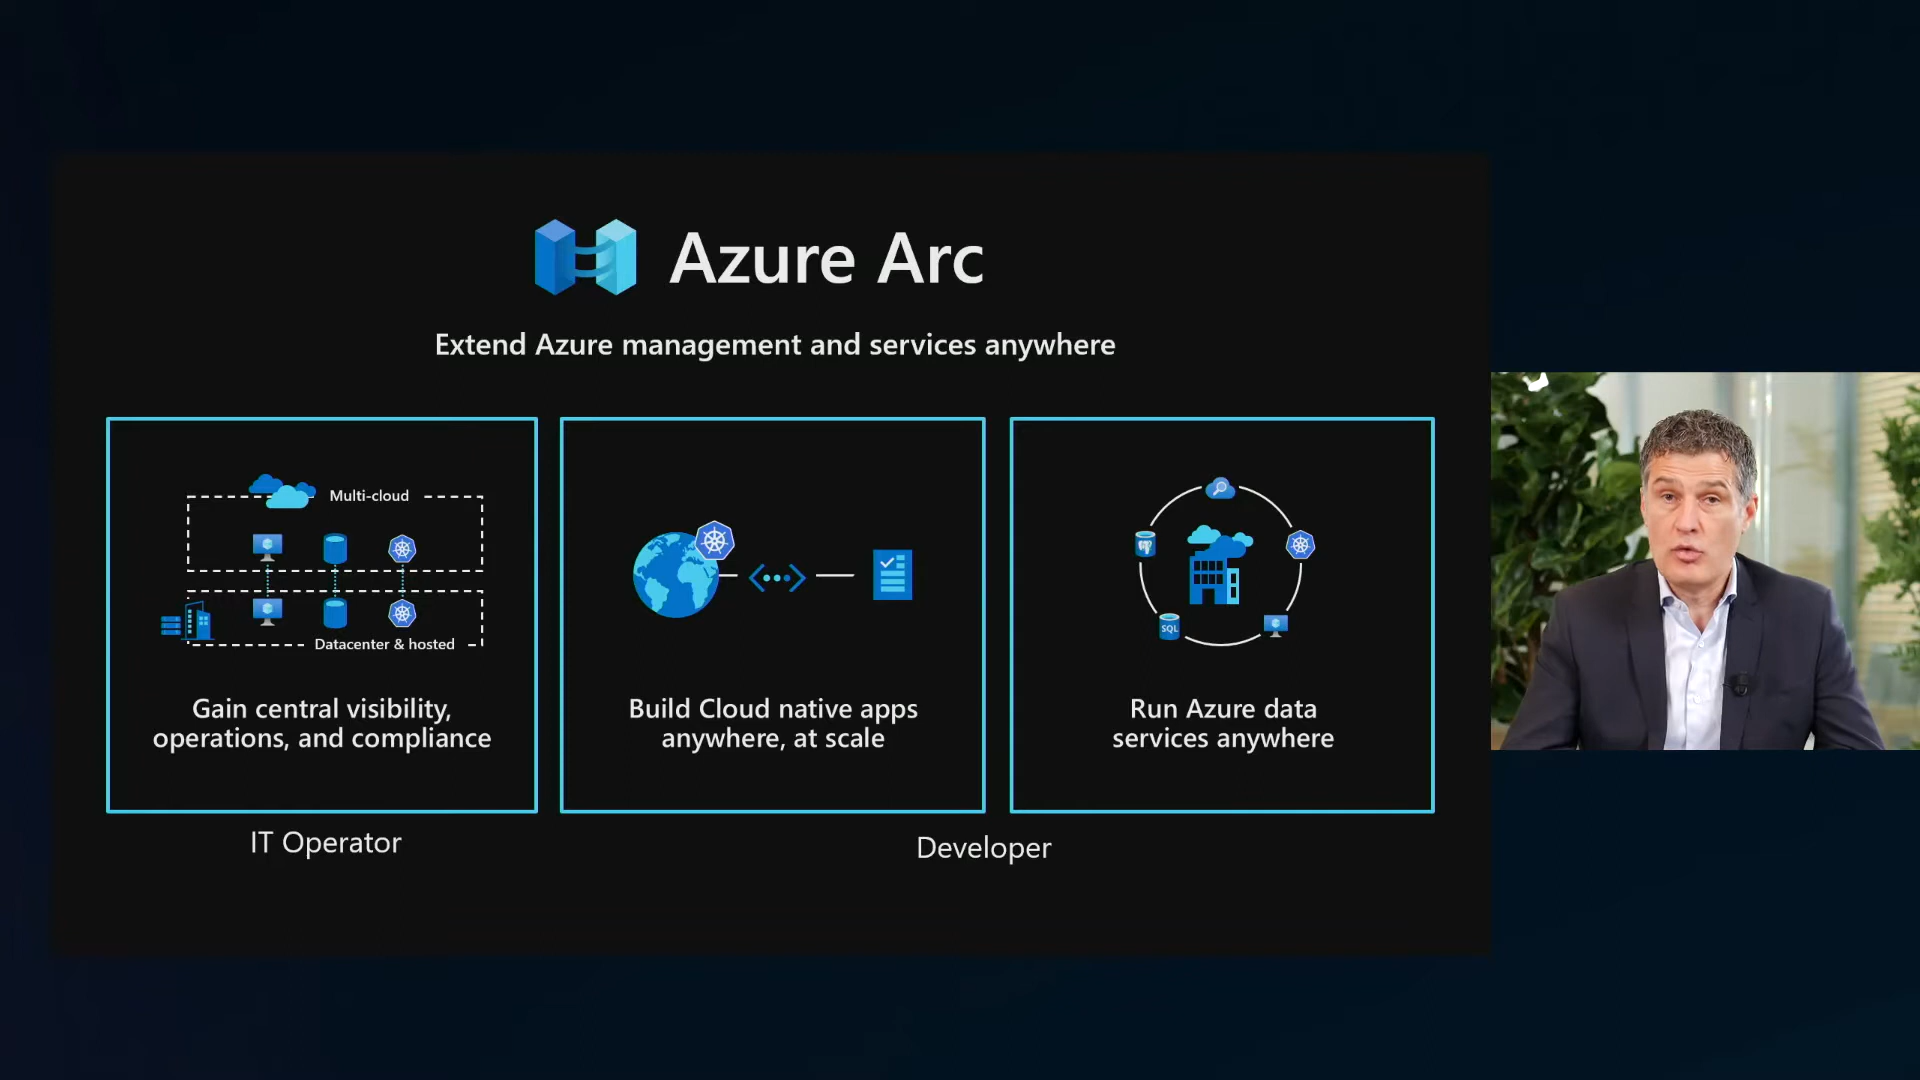 Azure Arc
Extend Azure management and services anywhere
Multi-cloud
Datacenter & hosted
Gain central visibility,
operations, and compliance
Build Cloud native apps
anywhere, at scale
SQL
Run Azure data
services anywhere
IT Operator
Developer